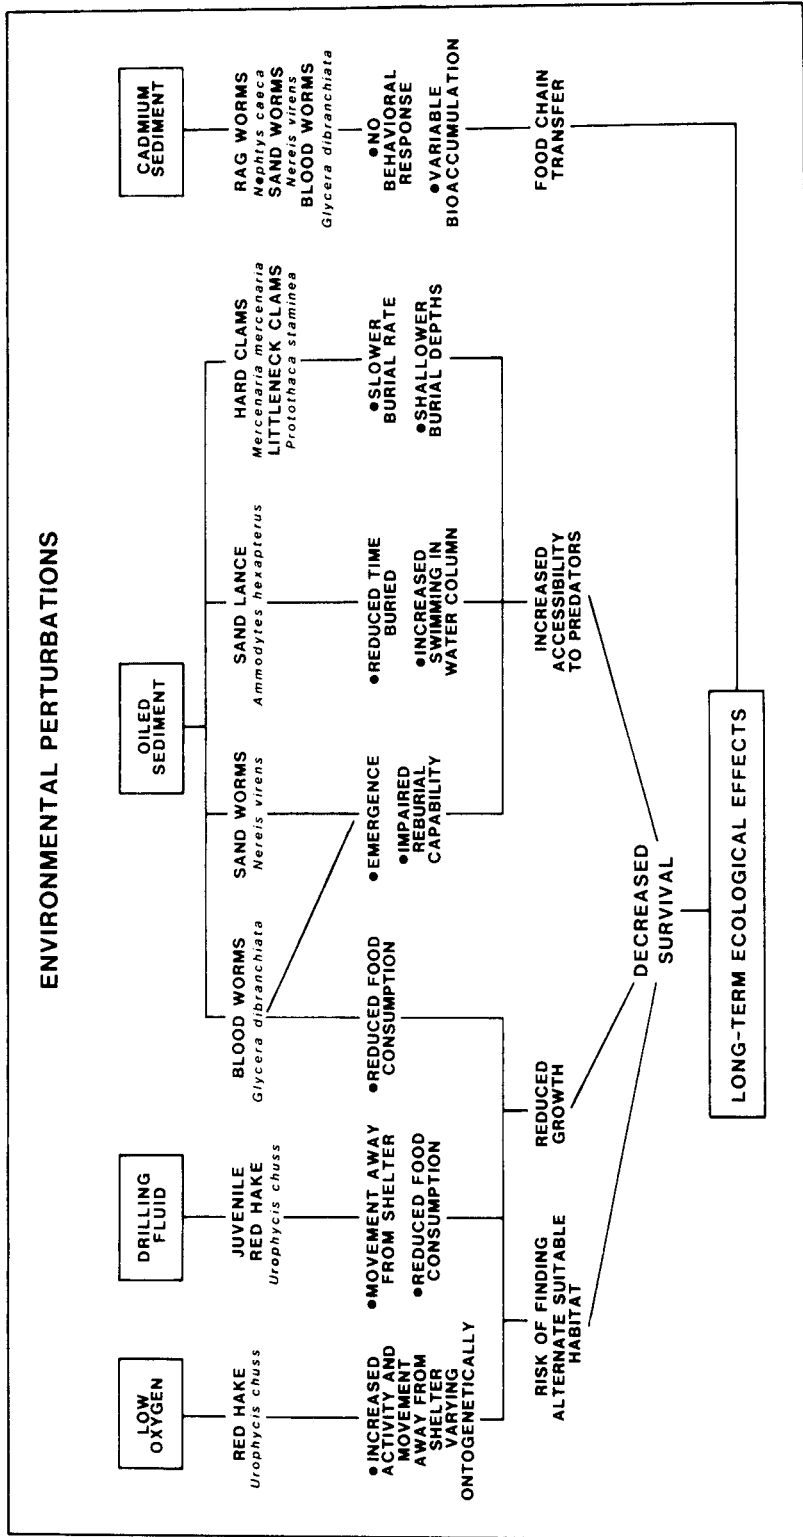 ENVIRONMENTAL PERTURBATIONS
LOW
OXYGEN
RED HAKE
Urophycis chuss
●INCREASED
ACTIVITY AND
MOVEMENT
AWAY FROM
SHELTER
VARYING
ONTOGENETICALLY
DRILLING
FLUID
JUVENILE
RED HAKE
Urophycis chuss
●MOVEMENT AWAY
FROM SHELTER
●REDUCED FOOD
CONSUMPTION
OILED
SEDIMENT
BLOOD WORMS
Glycera dibranchiata
●REDUCED FOOD
CONSUMPTION
SAND WORMS
Nereis virens
●EMERGENCE
●IMPAIRED
REBURIAL
CAPABILITY
SAND LANCE
Ammodytes hexapterus
●REDUCED TIME
BURIED
●INCREASED
SWIMMING IN
WATER COLUMN
HARD CLAMS
Mercenaria mercenaria
LITTLENECK CLAMS
Protothaca staminea
●SLOWER
BURIAL RATE
●SHALLOWER
BURIAL DEPTHS
CADMIUM
SEDIMENT
RAG WORMS
Nephtys caeca
SAND WORMS
Nereis virens
BLOOD WORMS
Glycera dibranchiata
●NO
BEHAVIORAL
RESPONSE
●VARIABLE
BIOACCUMULATION
RISK OF FINDING
ALTERNATE SUITABLE
HABITAT
REDUCED
GROWTH
INCREASED
ACCESSIBILITY
TO PREDATORS
FOOD CHAIN
TRANSFER
DECREASED
SURVIVAL
LONG-TERM ECOLOGICAL EFFECTS